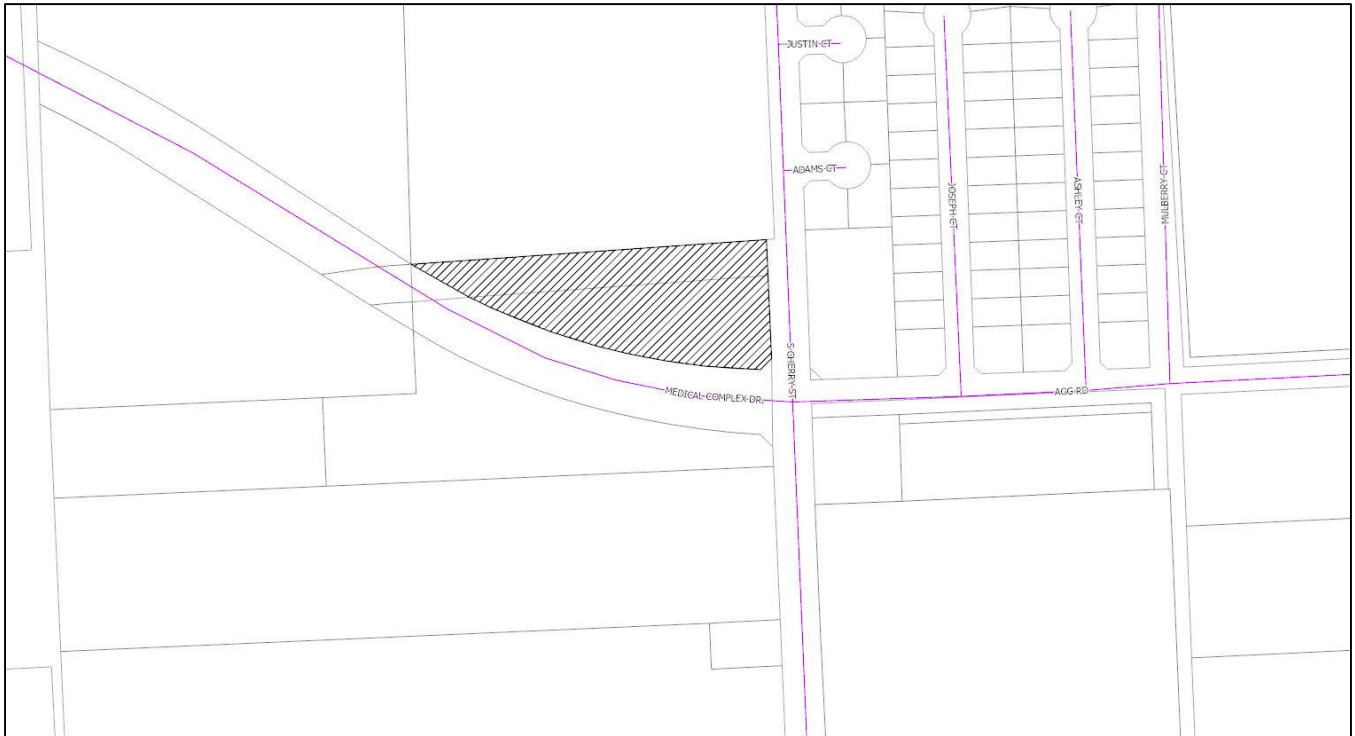 JUSTIN CT
ADAMS CT
JOSEPH CT
ASHLEY CT
MULBERRY CT
S CHERRY ST
MEDICAL COMPLEX DR.
AGG RD